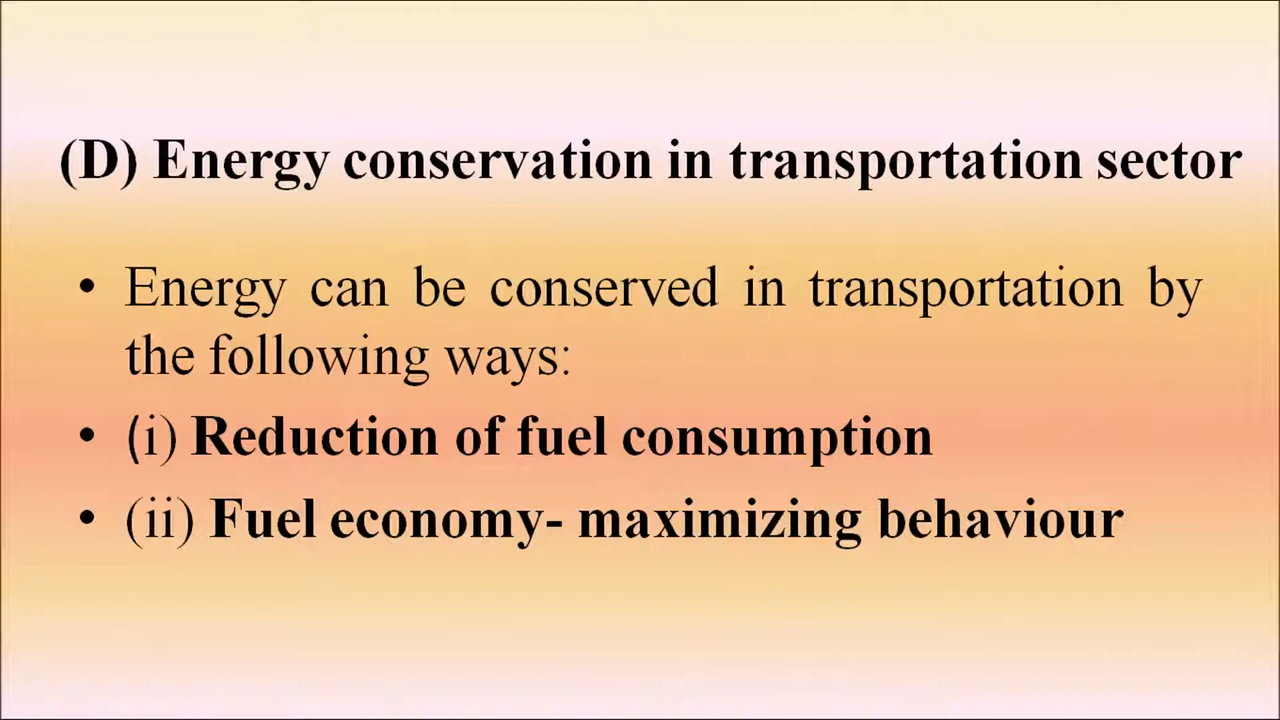 (D) Energy conservation in transportation sector
• Energy can be conserved in transportation by
the following ways:
• (i) Reduction of fuel consumption
• (ii) Fuel economy- maximizing behaviour